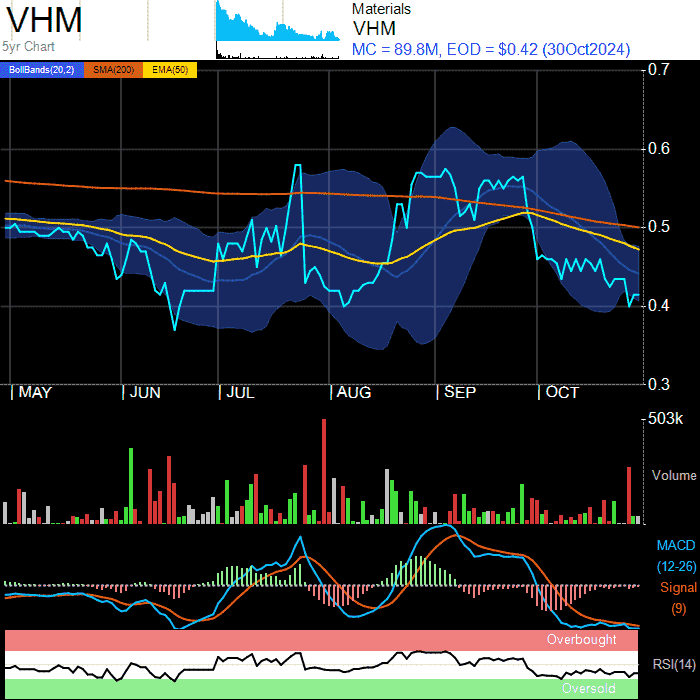 VHM
5yr Chart
Materials
VHM
MC = 89.8M, EOD = $0.42 (30Oct2024)
BollBands(20,2) SMA(200) EMA(50)
0.7
0.6
0.5
0.4
0.3
MAY JUN JUL AUG SEP OCT
503k
Volume
MACD
(12-26)
Signal
(9)
Overbought
RSI(14)
Oversold